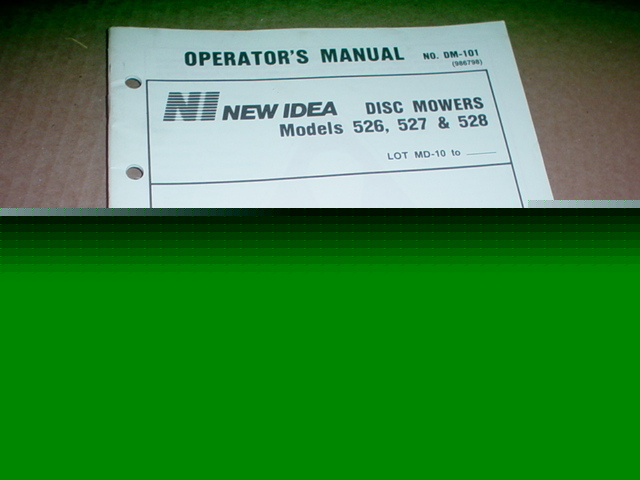 OPERATOR'S MANUAL NO. DM-101
(986798)
NI NEW IDEA DISC MOWERS
Models 526, 527 & 528
LOT MD-10 to